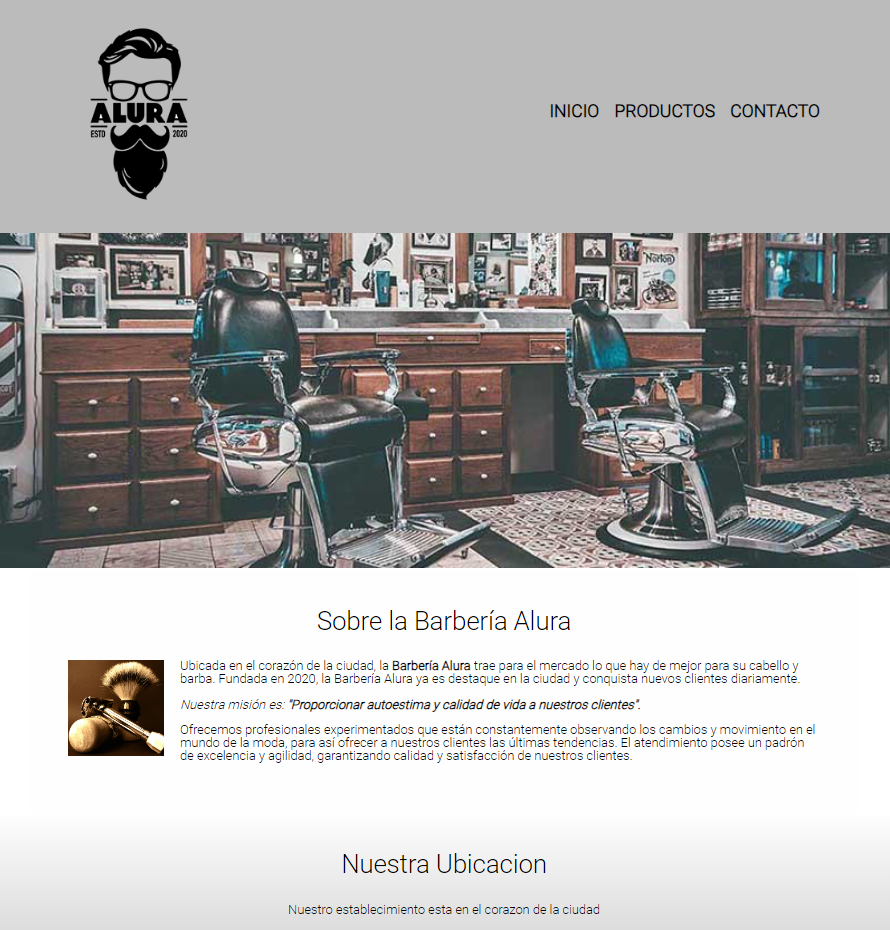 ALURA
ESTD 2020
INICIO PRODUCTOS CONTACTO
Norton
Sobre la Barbería Alura
Ubicada en el corazón de la ciudad, la Barbería Alura trae para el mercado lo que hay de mejor para su cabello y
barba. Fundada en 2020, la Barbería Alura ya es destaque en la ciudad y conquista nuevos clientes diariamente.
Nuestra misión es: "Proporcionar autoestima y calidad de vida a nuestros clientes".
Ofrecemos profesionales experimentados que están constantemente observando los cambios y movimiento en el
mundo de la moda, para así ofrecer a nuestros clientes las últimas tendencias. El atendimiento posee un padrón
de excelencia y agilidad, garantizando calidad y satisfacción de nuestros clientes.
Nuestra Ubicacion
Nuestro establecimiento esta en el corazon de la ciudad